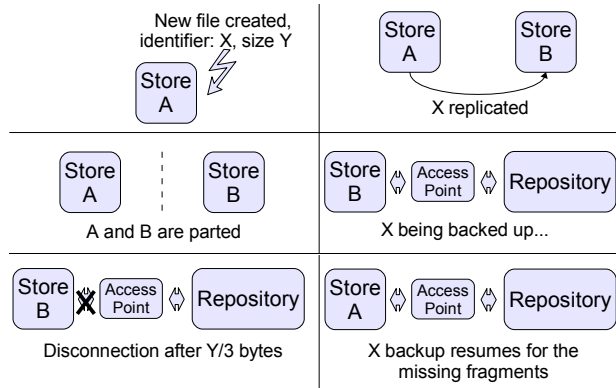 New file created,
identifier: X, size Y
Store
A
Store
A
Store
B
X replicated
Store
A
Store
B
A and B are parted
Store
B
Access
Point
Repository
X being backed up...
Store
B
Access
Point
Repository
Disconnection after Y/3 bytes
Store
A
Access
Point
Repository
X backup resumes for the
missing fragments